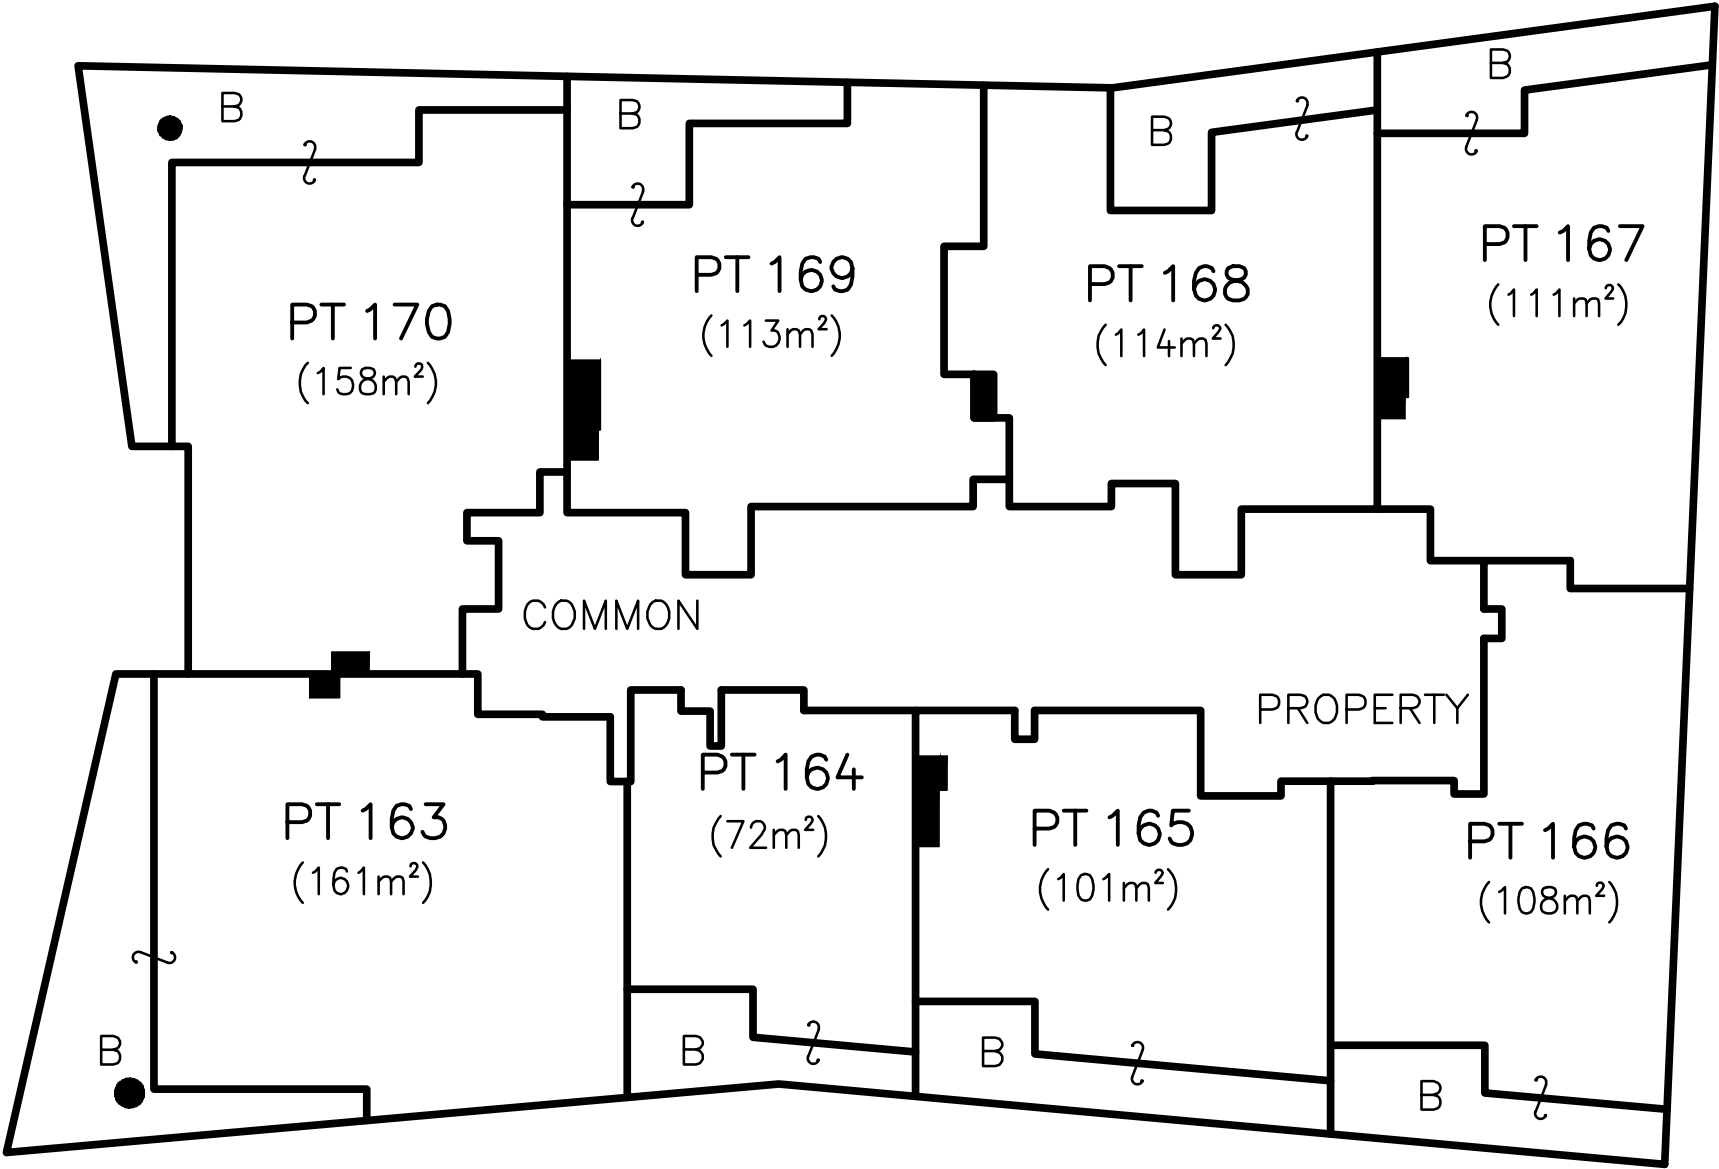 B
B
B
B
PT 170
(158m²)
PT 169
(113m²)
PT 168
(114m²)
PT 167
(111m²)
COMMON
PROPERTY
PT 163
(161m²)
PT 164
(72m²)
PT 165
(101m²)
PT 166
(108m²)
B
B
B
B